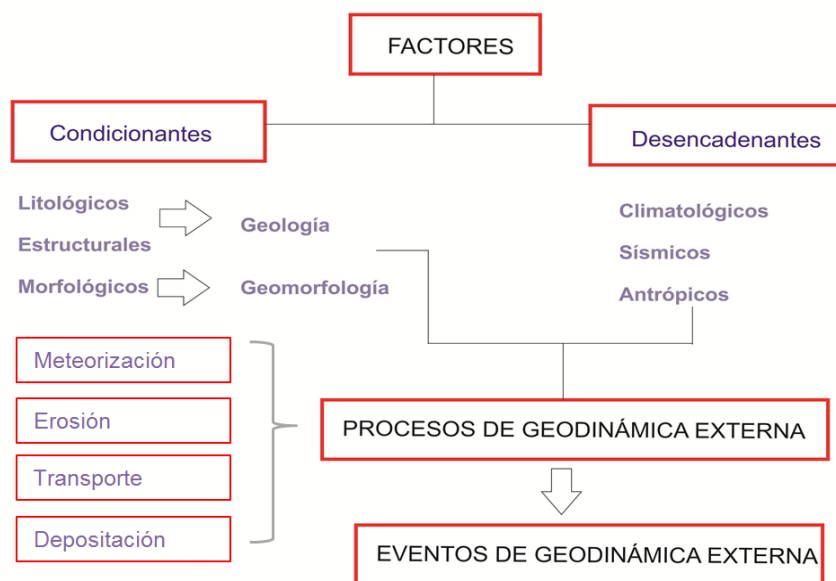 FACTORES
Condicionantes
Desencadenantes
Litológicos
Estructurales
Morfológicos
Geología
Geomorfología
Climatológicos
Sísmicos
Antrópicos
Meteorización
Erosión
Transporte
Depositación
PROCESOS DE GEODINÁMICA EXTERNA
EVENTOS DE GEODINÁMICA EXTERNA